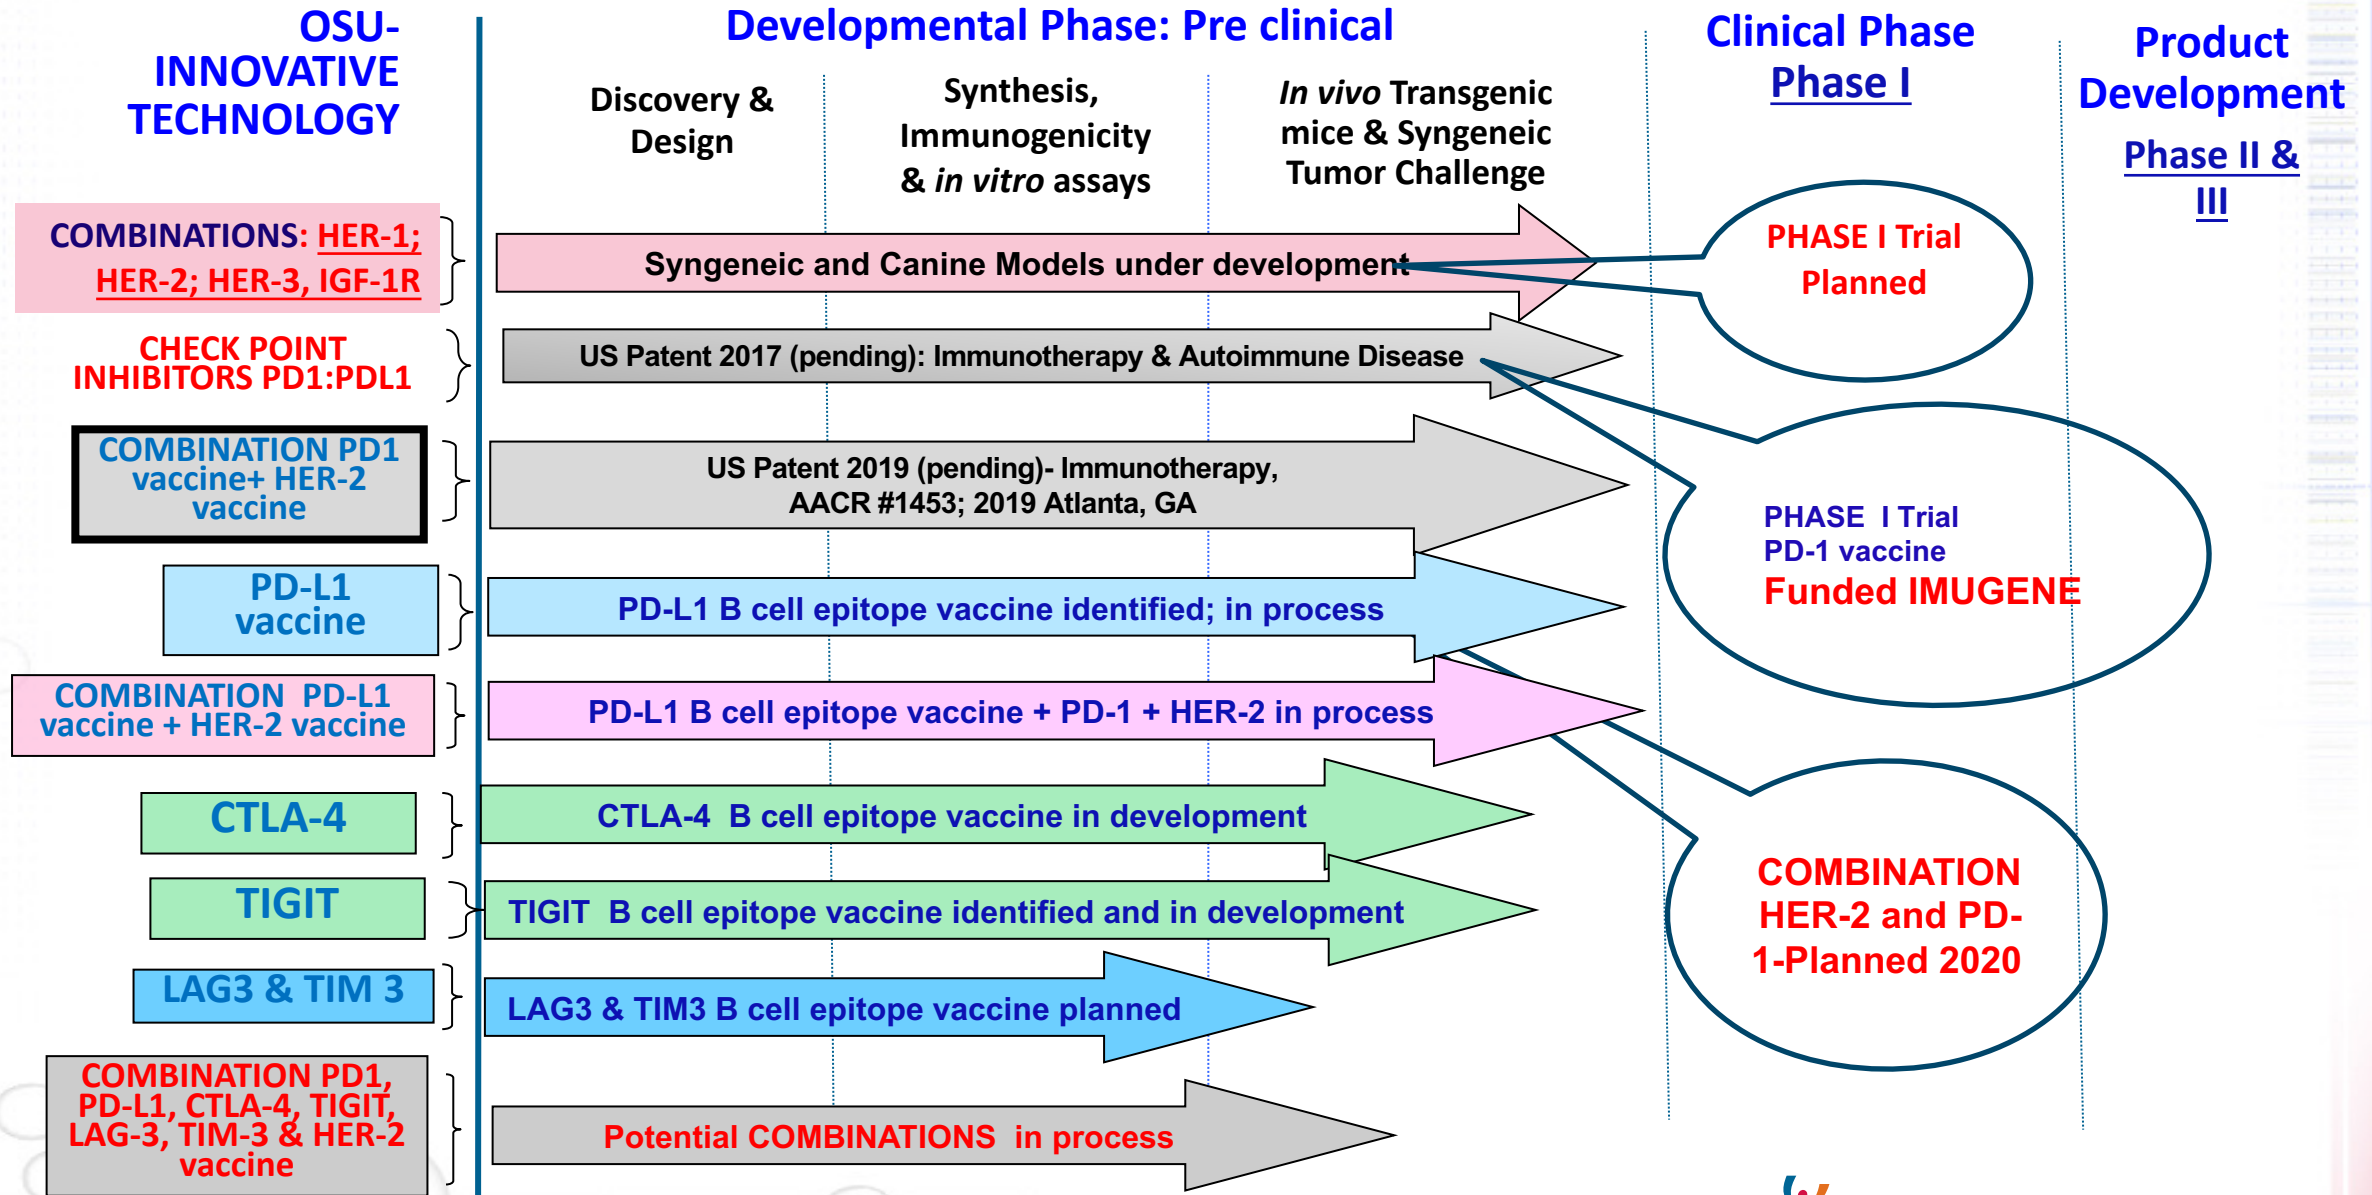 OSU-
INNOVATIVE
TECHNOLOGY
Developmental Phase: Pre clinical
Discovery &
Design
Synthesis,
Immunogenicity
& in vitro assays
In vivo Transgenic
mice & Syngeneic
Tumor Challenge
Clinical Phase
Phase I
Product
Development
Phase II &
III
COMBINATIONS: HER-1;
HER-2; HER-3, IGF-1R
Syngeneic and Canine Models under development
PHASE I Trial
Planned
CHECK POINT
INHIBITORS PD1:PDL1
US Patent 2017 (pending): Immunotherapy & Autoimmune Disease
COMBINATION PD1
vaccine+ HER-2
vaccine
US Patent 2019 (pending)- Immunotherapy,
AACR #1453; 2019 Atlanta, GA
PHASE I Trial
PD-1 vaccine
Funded IMUGENE
PD-L1
vaccine
PD-L1 B cell epitope vaccine identified; in process
COMBINATION PD-L1
vaccine + HER-2 vaccine
PD-L1 B cell epitope vaccine + PD-1 + HER-2 in process
CTLA-4
CTLA-4 B cell epitope vaccine in development
TIGIT
TIGIT B cell epitope vaccine identified and in development
COMBINATION
HER-2 and PD-
1-Planned 2020
LAG3 & TIM 3
LAG3 & TIM3 B cell epitope vaccine planned
COMBINATION PD1,
PD-L1, CTLA-4, TIGIT,
LAG-3, TIM-3 & HER-2
vaccine
Potential COMBINATIONS in process